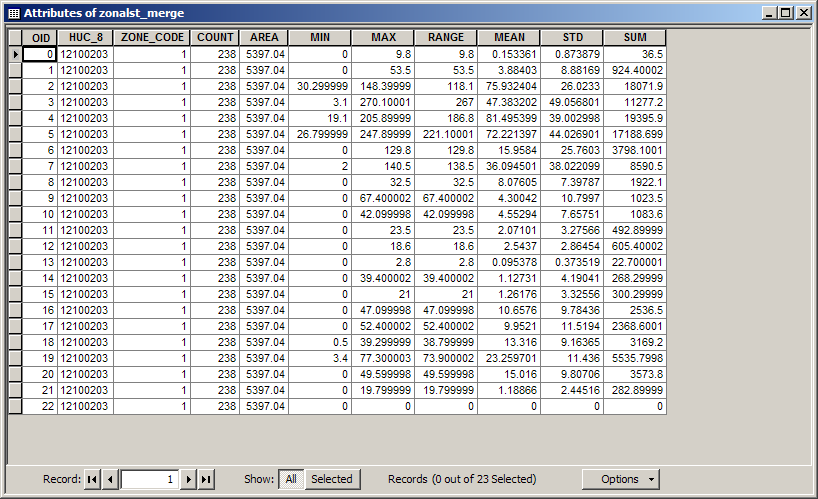 Attributes of zonalst_merge
OID HUC_8 ZONE_CODE COUNT AREA MIN MAX RANGE MEAN STD SUM
0 12100203 1 238 5397.04 0 9.8 9.8 0.153361 0.873879 36.5
1 12100203 1 238 5397.04 0 53.5 53.5 3.88403 8.88169 924.40002
2 12100203 1 238 5397.04 30.299999 148.39999 118.1 75.932404 26.0233 18071.9
3 12100203 1 238 5397.04 3.1 270.10001 267 47.383202 49.056801 11277.2
4 12100203 1 238 5397.04 19.1 205.89999 186.8 81.495399 39.002998 19395.9
5 12100203 1 238 5397.04 26.799999 247.89999 221.10001 72.221397 44.026901 17188.699
6 12100203 1 238 5397.04 0 129.8 129.8 15.9584 25.7603 3798.1001
7 12100203 1 238 5397.04 2 140.5 138.5 36.094501 38.022099 8590.5
8 12100203 1 238 5397.04 0 32.5 32.5 8.07605 7.39787 1922.1
9 12100203 1 238 5397.04 0 67.400002 67.400002 4.30042 10.7997 1023.5
10 12100203 1 238 5397.04 0 42.099998 42.099998 4.55294 7.65751 1083.6
11 12100203 1 238 5397.04 0 23.5 23.5 2.07101 3.27566 492.89999
12 12100203 1 238 5397.04 0 18.6 18.6 2.5437 2.86454 605.40002
13 12100203 1 238 5397.04 0 2.8 2.8 0.095378 0.373519 22.700001
14 12100203 1 238 5397.04 0 39.400002 39.400002 1.12731 4.19041 268.29999
15 12100203 1 238 5397.04 0 21 21 1.26176 3.32556 300.29999
16 12100203 1 238 5397.04 0 47.099998 47.099998 10.6576 9.78436 2536.5
17 12100203 1 238 5397.04 0 52.400002 52.400002 9.9521 11.5194 2368.6001
18 12100203 1 238 5397.04 0.5 39.299999 38.799999 13.316 9.16365 3169.2
19 12100203 1 238 5397.04 3.4 77.300003 73.900002 23.259701 11.436 5535.7998
20 12100203 1 238 5397.04 0 49.599998 49.599998 15.016 9.80706 3573.8
21 12100203 1 238 5397.04 0 19.799999 19.799999 1.18866 2.44516 282.89999
22 12100203 1 238 5397.04 0 0 0 0 0 0
Record: 1 Show: All Selected Records (0 out of 23 Selected) Options